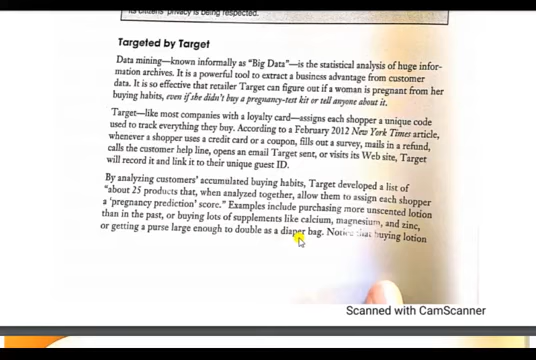 its citizens' privacy is being respected.
Targeted by Target
Data mining—known informally as "Big Data"—is the statistical analysis of huge infor-
mation archives. It is a powerful tool to extract a business advantage from customer
data. It is so effective that retailer Target can figure out if a woman is pregnant from her
buying habits, even if she didn't buy a pregnancy-test kit or tell anyone about it.
Target—like most companies with a loyalty card—assigns each shopper a unique code
used to track everything they buy. According to a February 2012 New York Times article,
whenever a shopper uses a credit card or a coupon, fills out a survey, mails in a refund,
calls the customer help line, opens an email Target sent, or visits its Web site, Target
will record it and link it to their unique guest ID.
By analyzing customers' accumulated buying habits, Target developed a list of
"about 25 products that, when analyzed together, allow them to assign each shopper
a 'pregnancy prediction' score." Examples include purchasing more unscented lotion
than in the past, or buying lots of supplements like calcium, magnesium, and zinc,
or getting a purse large enough to double as a diaper bag. Notice that buying lotion
Scanned with CamScanner